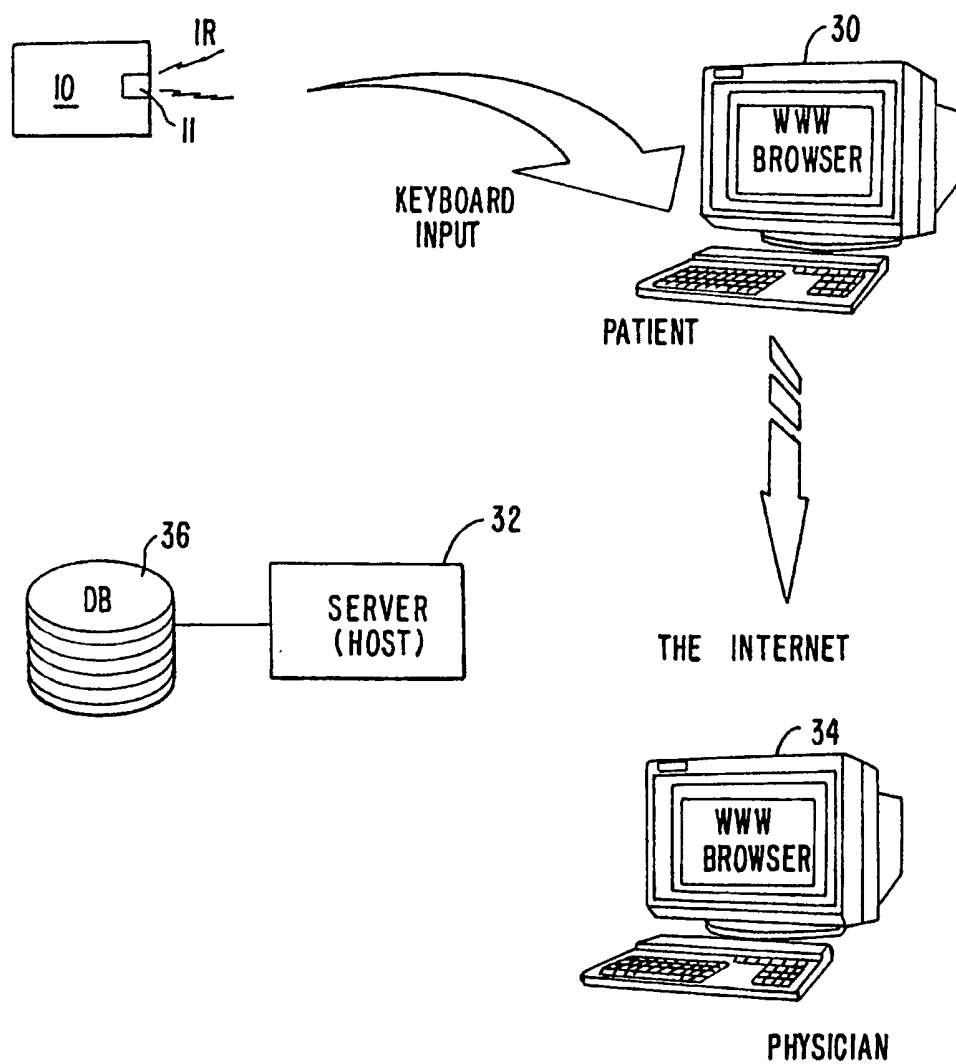 IR
30
10
11
WWW
BROWSER
KEYBOARD
INPUT
PATIENT
36
32
DB
SERVER
(HOST)
THE INTERNET
34
WWW
BROWSER
PHYSICIAN